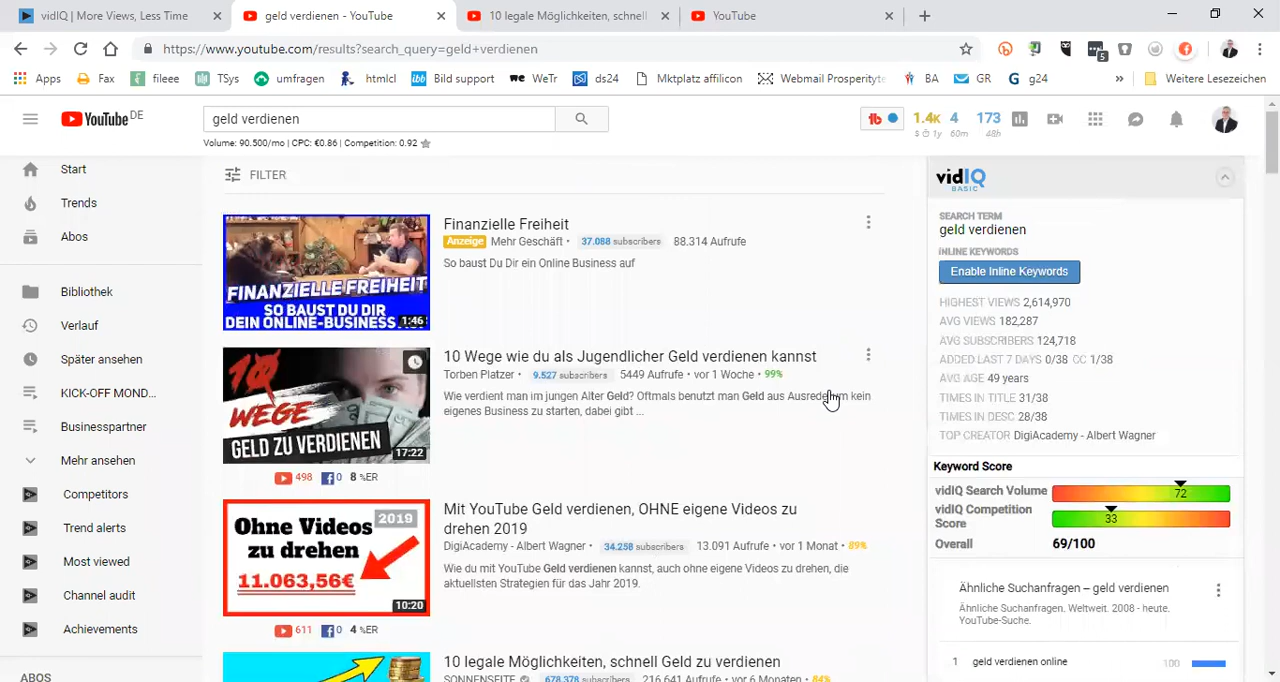 vidIQ | More Views, Less Time
geld verdienen - YouTube
10 legale Möglichkeiten, schnell
YouTube
https://www.youtube.com/results?search_query=geld+verdienen
5
Apps
Fax
fileee
TSys
umfragen
htmlcl
ibb
Bild support
we
WeTr
ds24
Mktplatz affilicon
Webmail Prosperityte
BA
GR
G
g24
»
Weitere Lesezeichen
YouTube DE
geld verdienen
Volume: 90.500/mo | CPC: €0.86 | Competition: 0.92
tb
1.4K
4
173
1y
60m
48h
Start
Trends
Abos
Bibliothek
Verlauf
Später ansehen
KICK-OFF MOND...
Businesspartner
Mehr ansehen
Competitors
Trend alerts
Most viewed
Channel audit
Achievements
ABOS
FILTER
FINANZIELLE FREIHEIT
SO BAUST DU DIR
DEIN ONLINE-BUSINESS
1:46
Finanzielle Freiheit
Anzeige Mehr Geschäft • 37.088 subscribers 88.314 Aufrufe
So baust Du Dir ein Online Business auf
10
WEGE
GELD ZU VERDIENEN
17:22
498 f 0 8 %ER
10 Wege wie du als Jugendlicher Geld verdienen kannst
Torben Platzer • 9.527 subscribers 5449 Aufrufe • vor 1 Woche • 99%
Wie verdient man im jungen Alter Geld? Oftmals benutzt man Geld aus kein
eigenes Business zu starten, dabei gibt ...
Ohne Videos 2019
zu drehen
11.063,56€
10:20
611 f 0 4 %ER
Mit YouTube Geld verdienen, OHNE eigene Videos zu
drehen 2019
DigiAcademy - Albert Wagner • 34.258 subscribers 13.091 Aufrufe • vor 1 Monat • 89%
Wie du mit YouTube Geld verdienen kannst, auch ohne eigene Videos zu drehen, die
aktuellsten Strategien für das Jahr 2019.
10 legale Möglichkeiten, schnell Geld zu verdienen
SONNENSEITE 678.378 subscribers 216.641 Aufrufe • vor 6 Monaten • 84%
vidIQ
BASIC
SEARCH TERM
geld verdienen
INLINE KEYWORDS
Enable Inline Keywords
HIGHEST VIEWS 2,614,970
AVG VIEWS 182,287
AVG SUBSCRIBERS 124,718
ADDED LAST 7 DAYS 0/38 CC 1/38
AVG AGE 49 years
TIMES IN TITLE 31/38
TIMES IN DESC 28/38
TOP CREATOR DigiAcademy - Albert Wagner
Keyword Score
vidIQ Search Volume 72
vidIQ Competition
Score 33
Overall 69/100
Ähnliche Suchanfragen – geld verdienen
Ähnliche Suchanfragen. Weltweit. 2008 - heute.
YouTube-Suche.
1 geld verdienen online 100